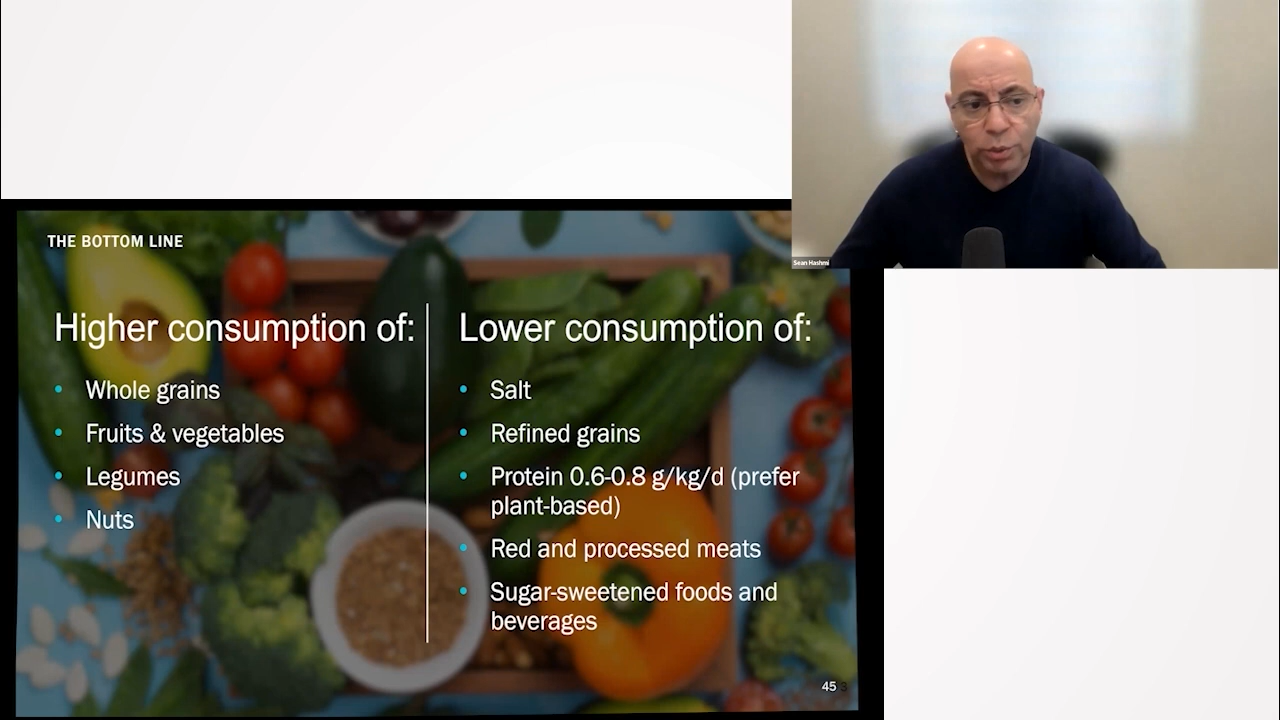 Sean Hashmi
THE BOTTOM LINE
Higher consumption of:
• Whole grains
• Fruits & vegetables
• Legumes
• Nuts
Lower consumption of:
• Salt
• Refined grains
• Protein 0.6-0.8 g/kg/d (prefer
plant-based)
• Red and processed meats
• Sugar-sweetened foods and
beverages
45